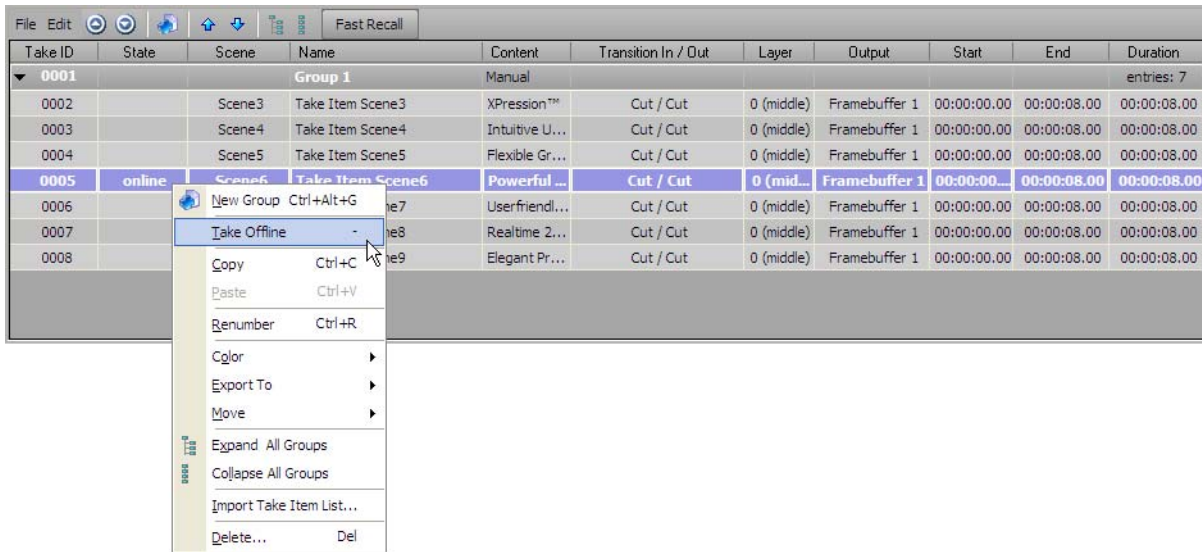 File Edit Fast Recall
Take ID State Scene Name Content Transition In / Out Layer Output Start End Duration
0001 Group 1 Manual entries: 7
0002 Scene3 Take Item Scene3 XPression™ Cut / Cut 0 (middle) Framebuffer 1 00:00:00.00 00:00:08.00 00:00:08.00
0003 Scene4 Take Item Scene4 Intuitive U... Cut / Cut 0 (middle) Framebuffer 1 00:00:00.00 00:00:08.00 00:00:08.00
0004 Scene5 Take Item Scene5 Flexible Gr... Cut / Cut 0 (middle) Framebuffer 1 00:00:00.00 00:00:08.00 00:00:08.00
0005 online Scene6 Take Item Scene6 Powerful ... Cut / Cut 0 (mid... Framebuffer 1 00:00:00.... 00:00:08.00 00:00:08.00
0006 ne7 Userfriendl... Cut / Cut 0 (middle) Framebuffer 1 00:00:00.00 00:00:08.00 00:00:08.00
0007 ne8 Realtime 2... Cut / Cut 0 (middle) Framebuffer 1 00:00:00.00 00:00:08.00 00:00:08.00
0008 ne9 Elegant Pr... Cut / Cut 0 (middle) Framebuffer 1 00:00:00.00 00:00:08.00 00:00:08.00
New Group Ctrl+Alt+G
Take Offline -
Copy Ctrl+C
Paste Ctrl+V
Renumber Ctrl+R
Color
Export To
Move
Expand All Groups
Collapse All Groups
Import Take Item List...
Delete... Del